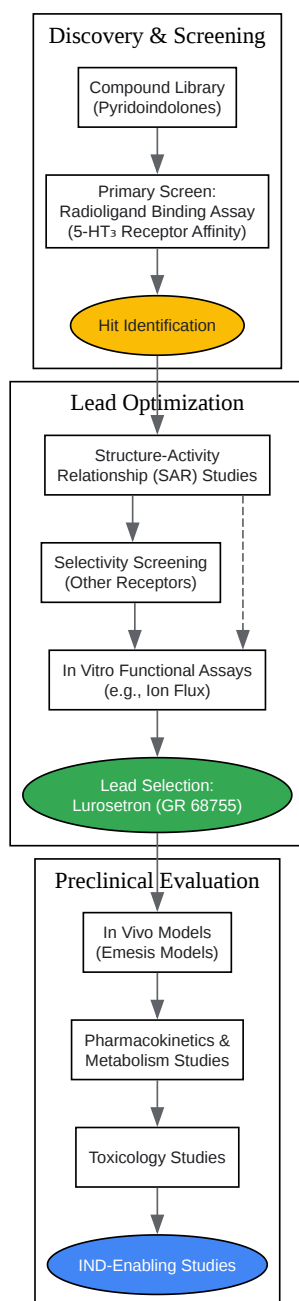 Discovery & Screening
Compound Library
(Pyridoindolones)
Primary Screen:
Radioligand Binding Assay
(5-HT₃ Receptor Affinity)
Hit Identification
Lead Optimization
Structure-Activity
Relationship (SAR) Studies
Selectivity Screening
(Other Receptors)
In Vitro Functional Assays
(e.g., Ion Flux)
Lead Selection:
Lurosetron (GR 68755)
Preclinical Evaluation
In Vivo Models
(Emesis Models)
Pharmacokinetics &
Metabolism Studies
Toxicology Studies
IND-Enabling Studies